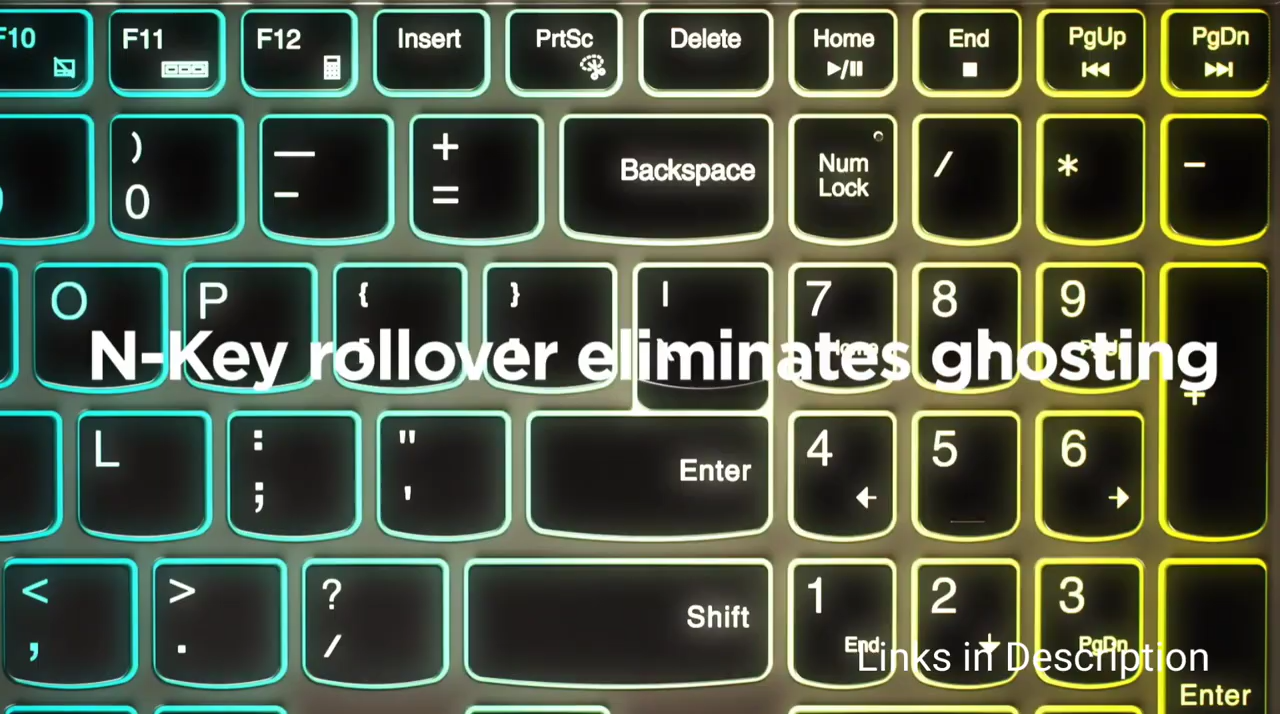 F10 F11 F12 Insert PrtSc Delete Home End PgUp PgDn
)
0
—
-
+
=
Backspace
Num
Lock
/
*
-
O P { } | 7 8 9
N-Key rollover eliminates ghosting
+
L
:
;
"
'
Enter
4 5 6
<
,
>
.
?
/
Shift
1 2 3
End PgDn
Links in Description
Enter